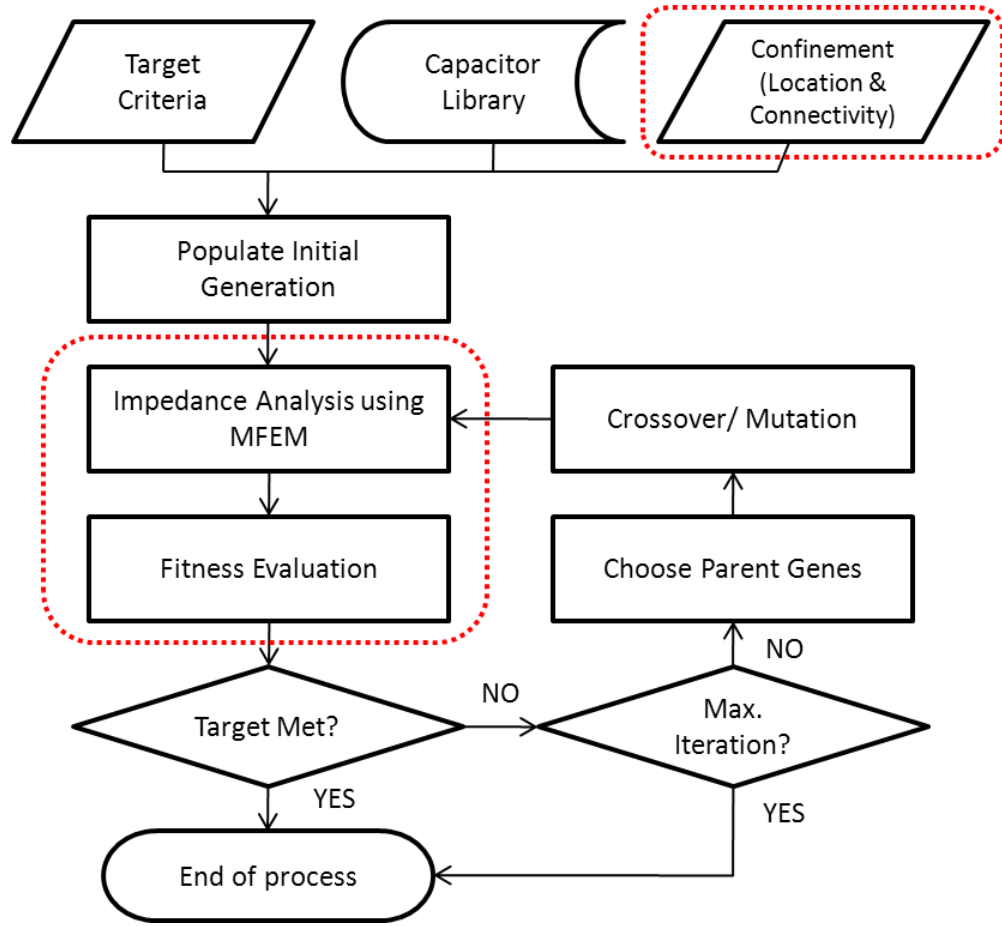 Target
Criteria
Capacitor
Library
Confinement
(Location &
Connectivity)
Populate Initial
Generation
Impedance Analysis using
MFEM
Crossover/ Mutation
Fitness Evaluation
Choose Parent Genes
NO
Target Met?
NO
Max.
Iteration?
YES
YES
End of process